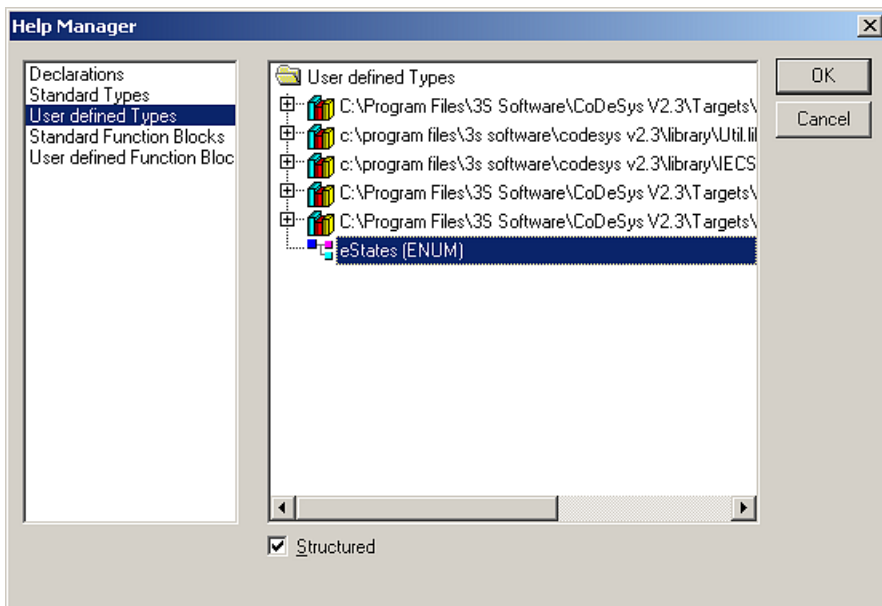 Help Manager
Declarations
Standard Types
User defined Types
Standard Function Blocks
User defined Function Bloc
User defined Types
C:\Program Files\3S Software\CoDeSys V2.3\Targets\
c:\program files\3s software\codesys v2.3\library\Util.lil
c:\program files\3s software\codesys v2.3\library\IECS
C:\Program Files\3S Software\CoDeSys V2.3\Targets\
C:\Program Files\3S Software\CoDeSys V2.3\Targets\
eStates (ENUM)
OK
Cancel
Structured